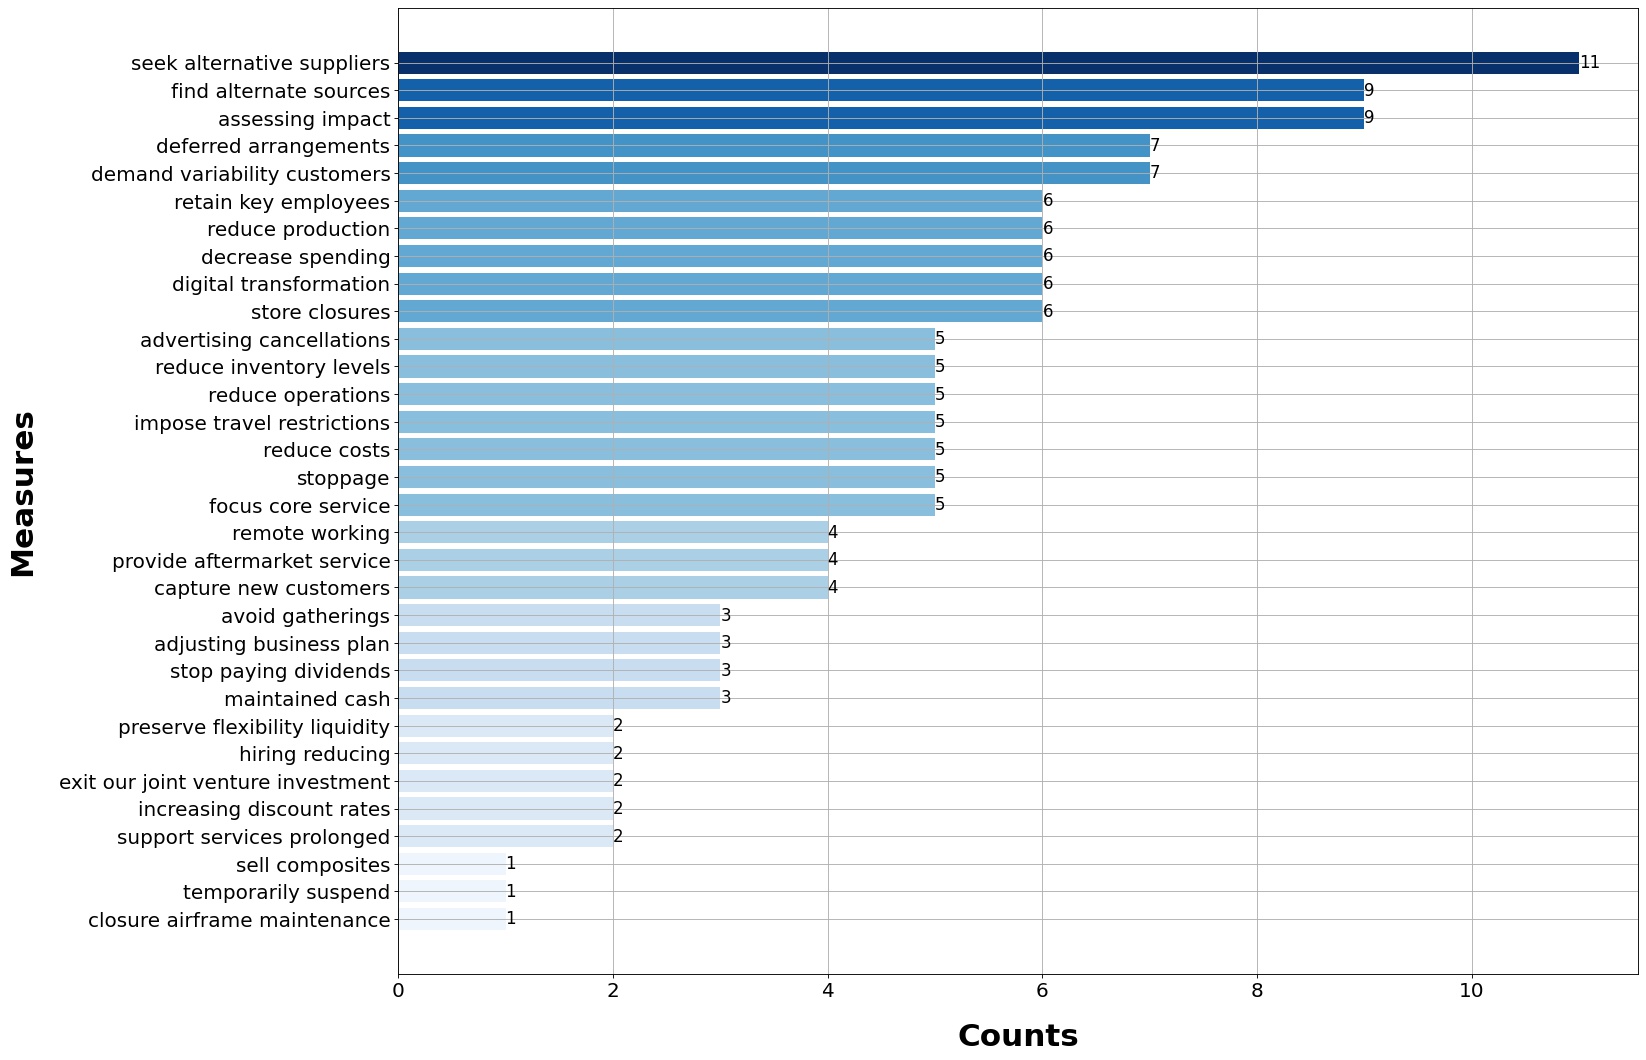 seek alternative suppliers 11
find alternate sources 9
assessing impact 9
deferred arrangements 7
demand variability customers 7
retain key employees 6
reduce production 6
decrease spending 6
digital transformation 6
store closures 6
advertising cancellations 5
reduce inventory levels 5
reduce operations 5
impose travel restrictions 5
reduce costs 5
stoppage 5
focus core service 5
remote working 4
provide aftermarket service 4
capture new customers 4
avoid gatherings 3
adjusting business plan 3
stop paying dividends 3
maintained cash 3
preserve flexibility liquidity 2
hiring reducing 2
exit our joint venture investment 2
increasing discount rates 2
support services prolonged 2
sell composites 1
temporarily suspend 1
closure airframe maintenance 1
0 2 4 6 8 10
Counts
Measures